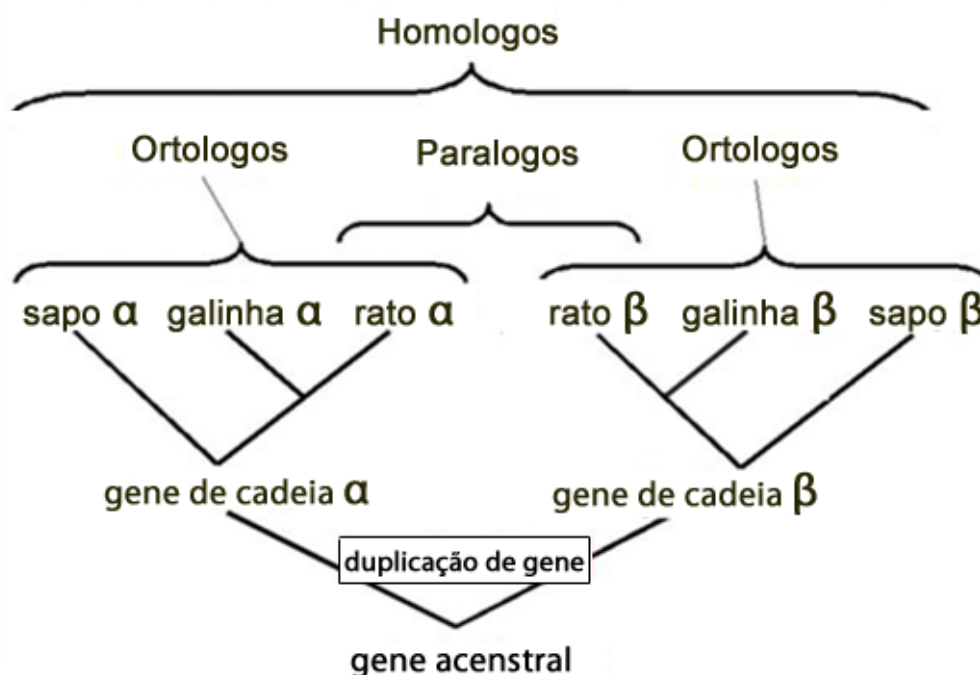 Homologos
Ortologos Paralogos Ortologos
sapo α galinha α rato α rato β galinha β sapo β
gene de cadeia α gene de cadeia β
duplicação de gene
gene acenstral